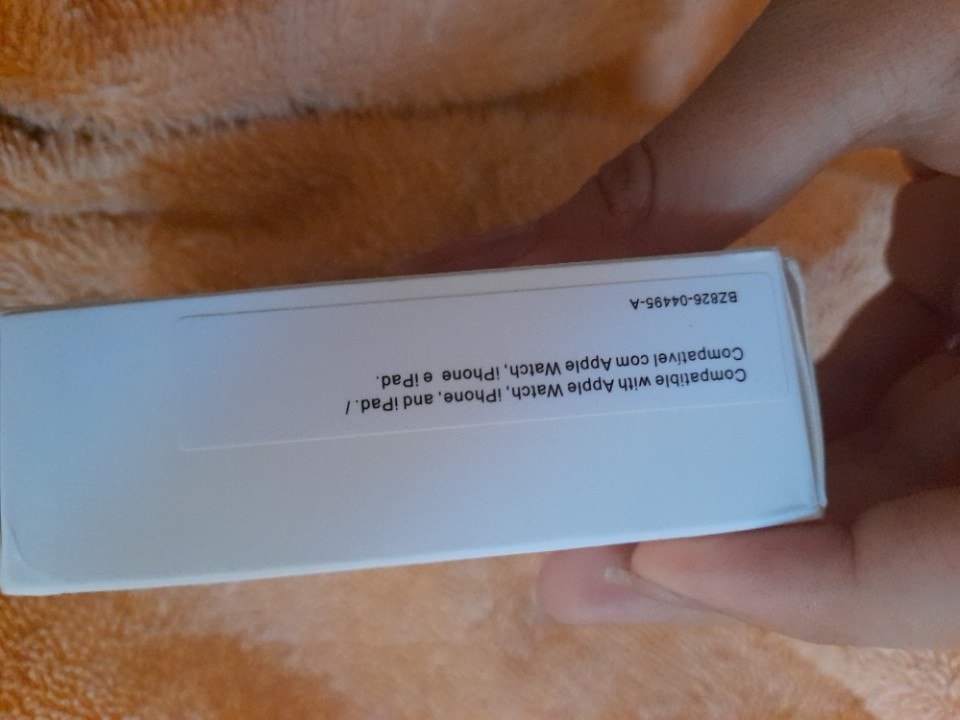 Compatible with Apple Watch, iPhone, and iPad. /
Compatível com Apple Watch, iPhone e iPad.
BZ826-04495-A